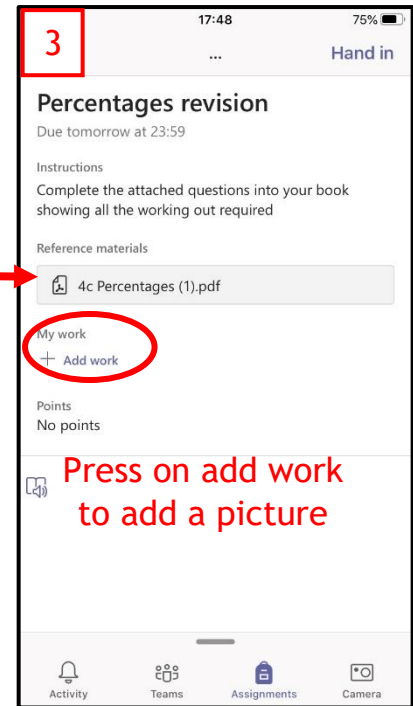 3
17:48
75%
...
Hand in
Percentages revision
Due tomorrow at 23:59
Instructions
Complete the attached questions into your book
showing all the working out required
Reference materials
4c Percentages (1).pdf
My work
+ Add work
Points
No points
Press on add work
to add a picture
Activity
Teams
Assignments
Camera